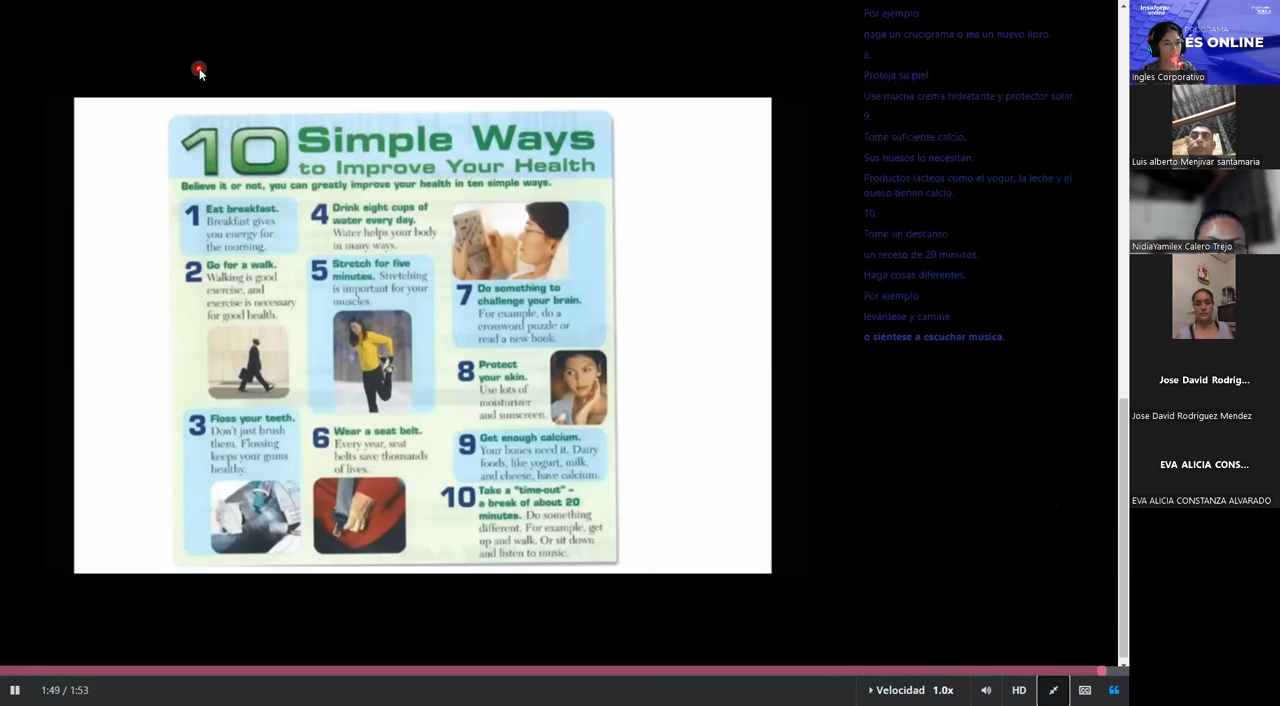 10 Simple Ways
to Improve Your Health
Believe it or not, you can greatly improve your health in ten simple ways.
1 Eat breakfast.
Breakfast gives
you energy for
the morning.
2 Go for a walk.
Walking is good
exercise, and
exercise is necessary
for good health.
3 Floss your teeth.
Don't just brush
them. Flossing
keeps your gums
healthy.
4 Drink eight cups of
water every day.
Water helps your body
in many ways.
5 Stretch for five
minutes. Stretching
is important for your
muscles.
6 Wear a seat belt.
Every year, seat
belts save thousands
of lives.
7 Do something to
challenge your brain.
For example, do a
crossword puzzle or
read a new book.
8 Protect
your skin.
Use lots of
moisturizer
and sunscreen.
9 Get enough calcium.
Your bones need it. Dairy
foods, like yogurt, milk,
and cheese, have calcium.
10 Take a "time-out" –
a break of about 20
minutes. Do something
different. For example, get
up and walk. Or sit down
and listen to music.
Por ejemplo:
haga un crucigrama o lea un nuevo libro.
8.
Proteja su piel.
Use mucha crema hidratante y protector solar.
9.
Tome suficiente calcio.
Sus huesos lo necesitan.
Productos lácteos como el yogur, la leche y el
queso tienen calcio.
10.
Tome un descanso
un receso de 20 minutos.
Haga cosas diferentes.
Por ejemplo:
levántese y camine
o siéntese a escuchar música.
1:49 / 1:53
Velocidad 1.0x
HD
Insaforp
online
PROGRAMA
ÉS ONLINE
Ingles Corporativo
Luis alberto Menjivar santamaria
NidiaYamilex Calero Trejo
Jose David Rodrig...
Jose David Rodriguez Mendez
EVA ALICIA CONS...
EVA ALICIA CONSTANZA ALVARADO